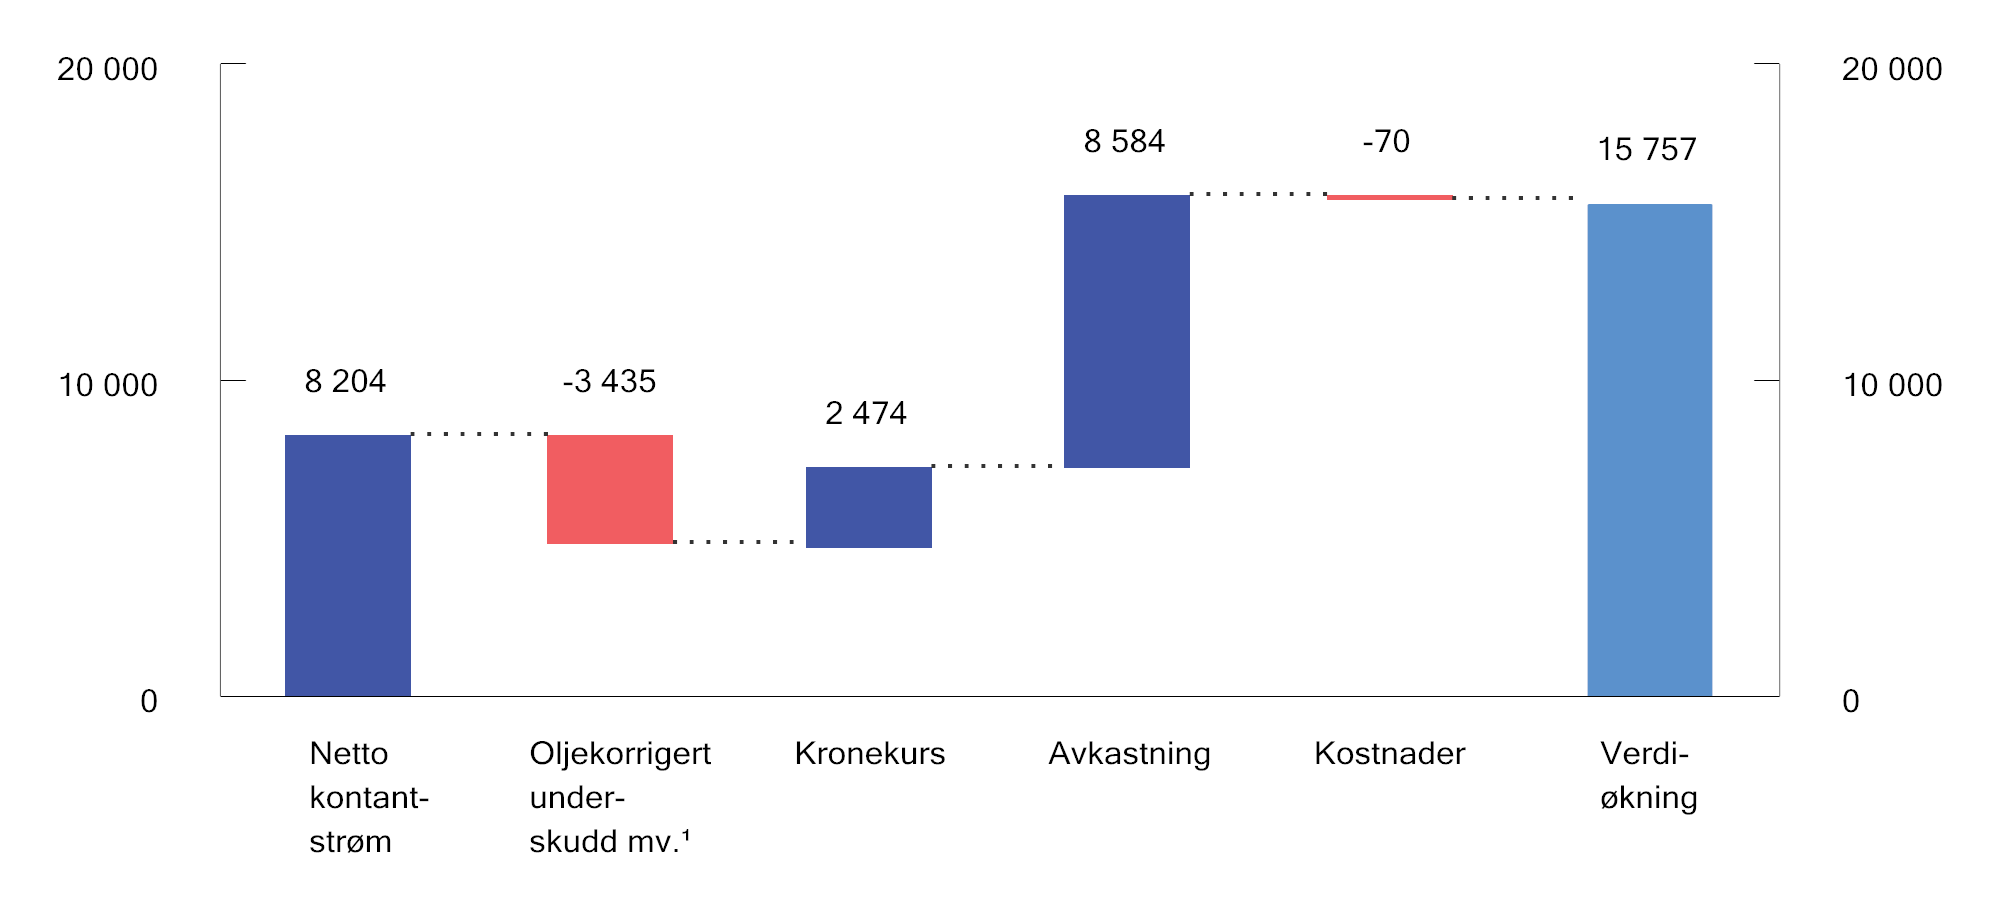 20 000
20 000
8 584
-70
15 757
10 000
8 204
-3 435
2 474
10 000
0
0
Netto
kontant-
strøm
Oljekorrigert
under-
skudd mv.¹
Kronekurs
Avkastning
Kostnader
Verdi-
økning